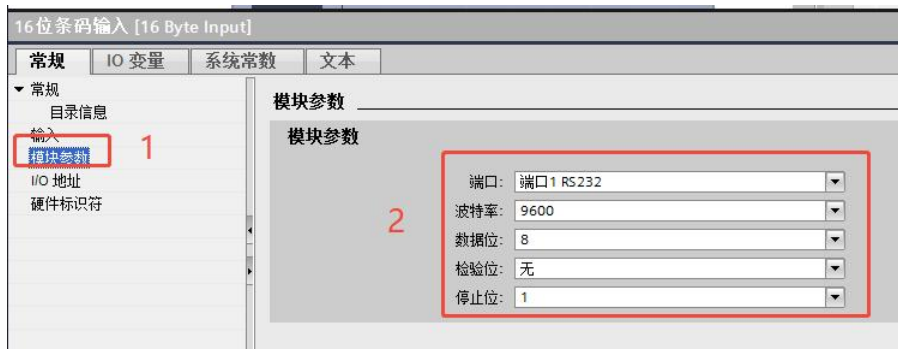 16位条码输入 [16 Byte Input]
常规 IO 变量 系统常数 文本
常规
目录信息
输入
模块参数
I/O 地址
硬件标识符
1
模块参数
模块参数
端口: 端口1 RS232
波特率: 9600
数据位: 8
检验位: 无
停止位: 1
2